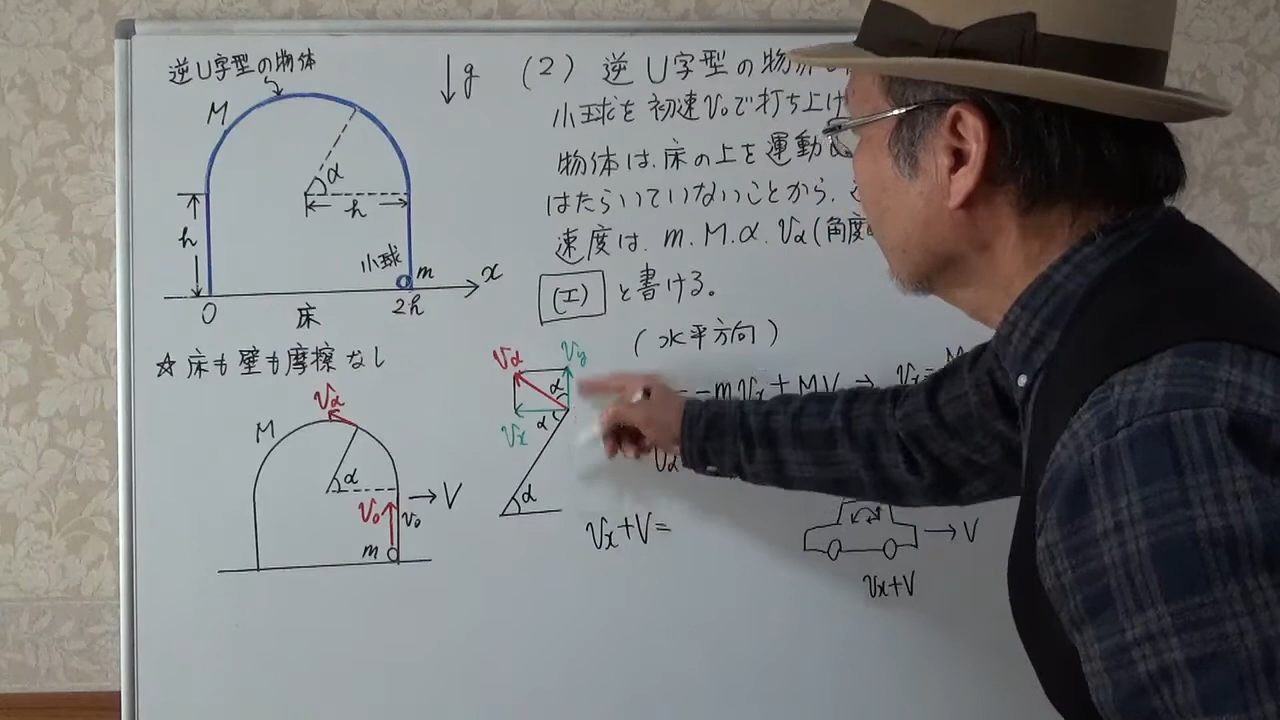 逆U字型の物体
M
α
h
h
小球
m
x
0
床
2h
☆床も壁も摩擦なし
↓g
(2) 逆U字型の物
小球を初速v₀で打ち上げ
物体は、床の上を運動
はたらいていないことから、
速度は、m、M、α、Vα(角度
(エ) と書ける。
(水平方向)
-mVx+MV →
Vα
Vy
α
Vx
α
α
Vα
M
α
V₀
v₀
→V
m
Vx+V=
→V
Vx+V